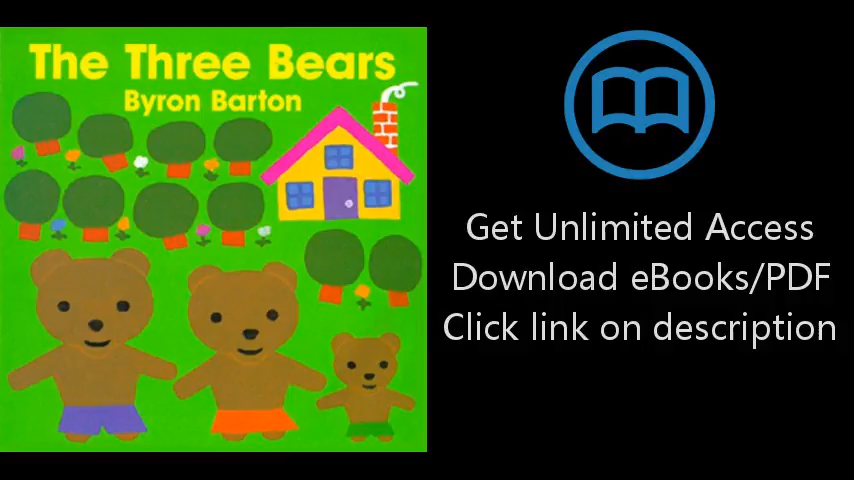 The Three Bears
Byron Barton
Get Unlimited Access
Download eBooks/PDF
Click link on description